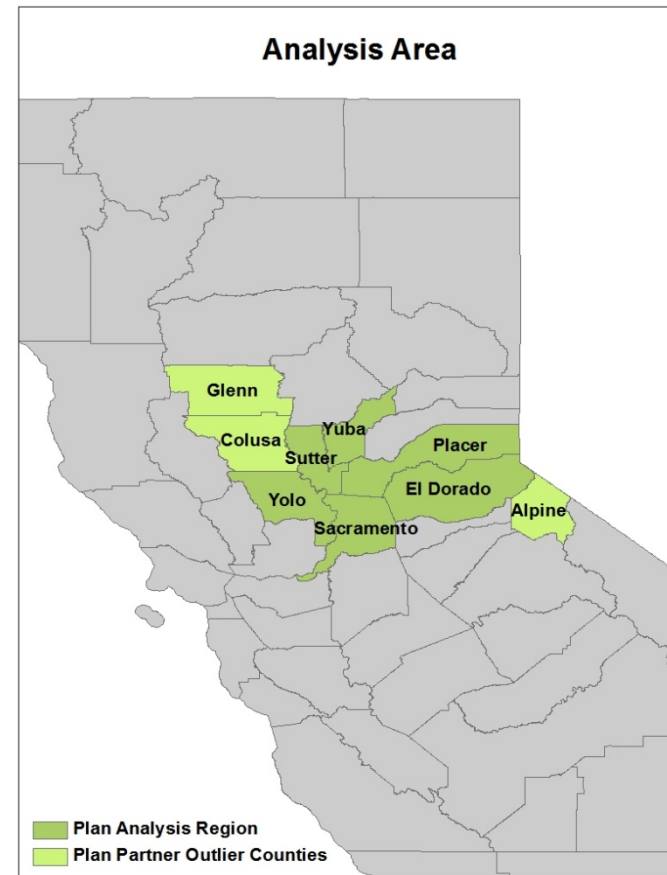 Analysis Area
Glenn
Colusa
Yuba
Sutter
Placer
Yolo
El Dorado
Alpine
Sacramento
Plan Analysis Region
Plan Partner Outlier Counties